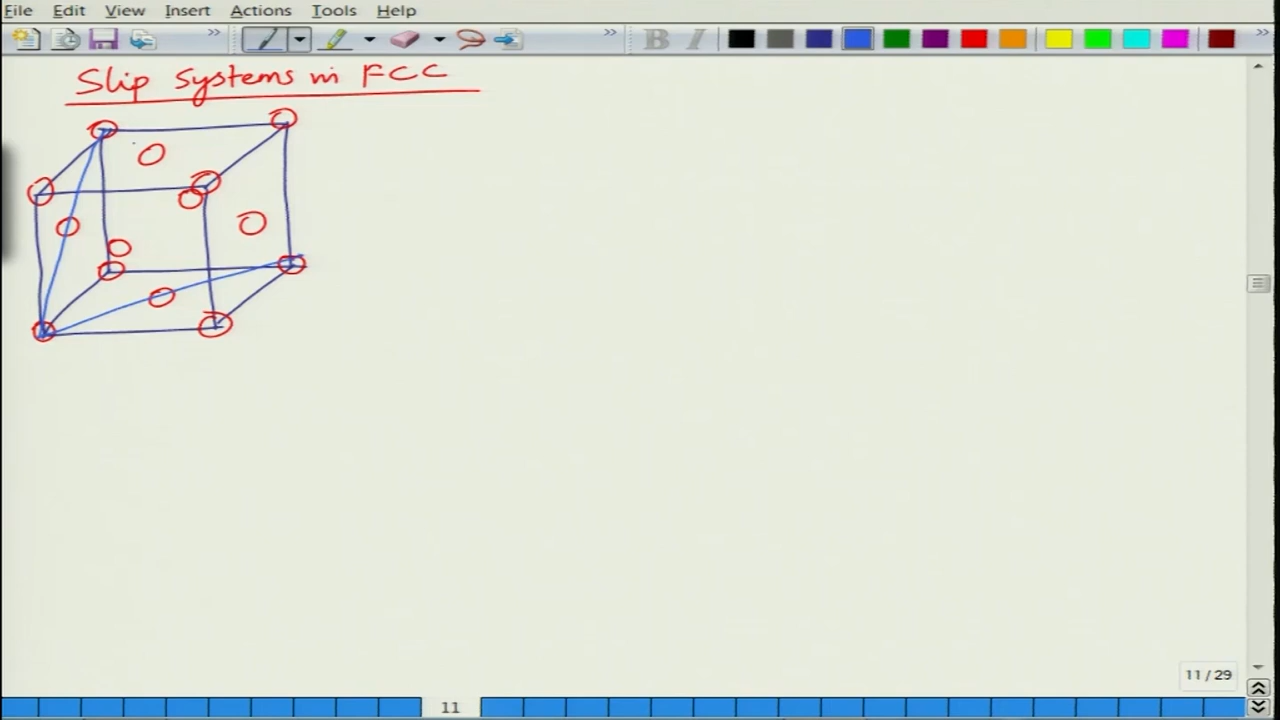 File Edit View Insert Actions Tools Help
B I
Slip Systems in FCC
11 / 29
11